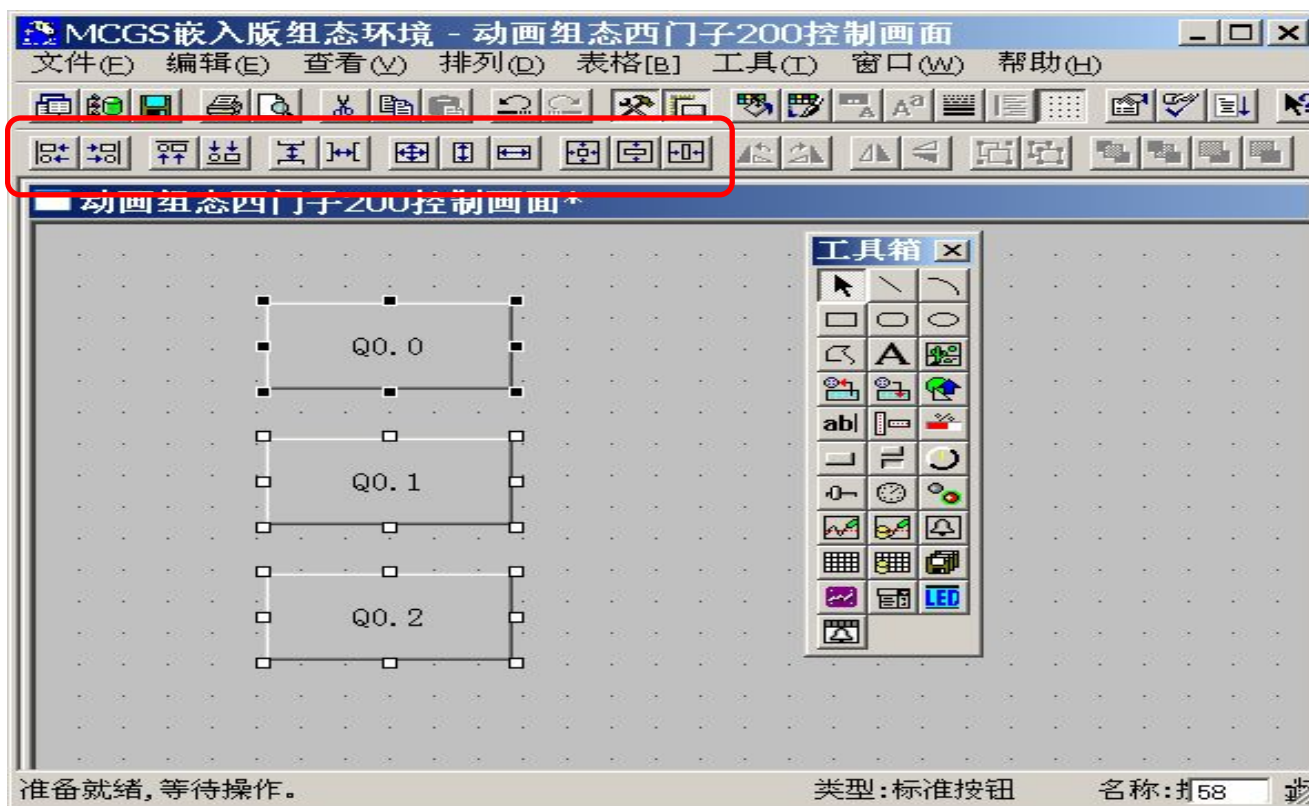 MCGS嵌入版组态环境 - 动画组态西门子200控制画面
文件(F) 编辑(E) 查看(V) 排列(D) 表格[B] 工具(T) 窗口(W) 帮助(H)
动画组态西门子200控制画面*
工具箱
Q0.0
A
abl
Q0.1
Q0.2
LED
准备就绪,等待操作。 类型:标准按钮 名称: 58